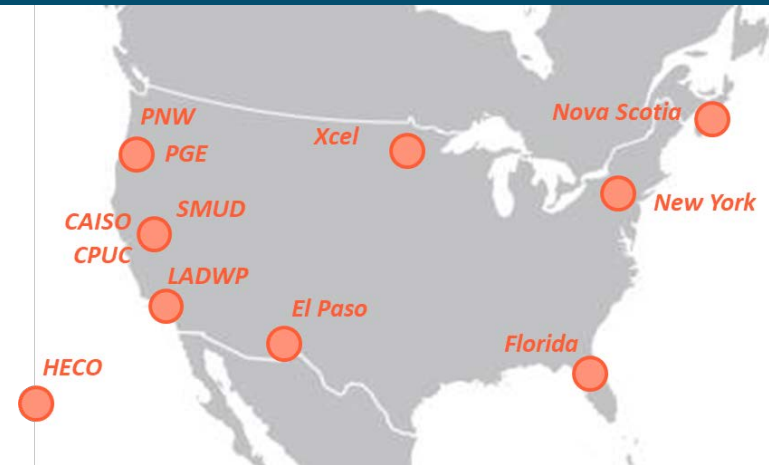 PNW
PGE
Xcel
Nova Scotia
New York
SMUD
CAISO
CPUC
LADWP
El Paso
Florida
HECO